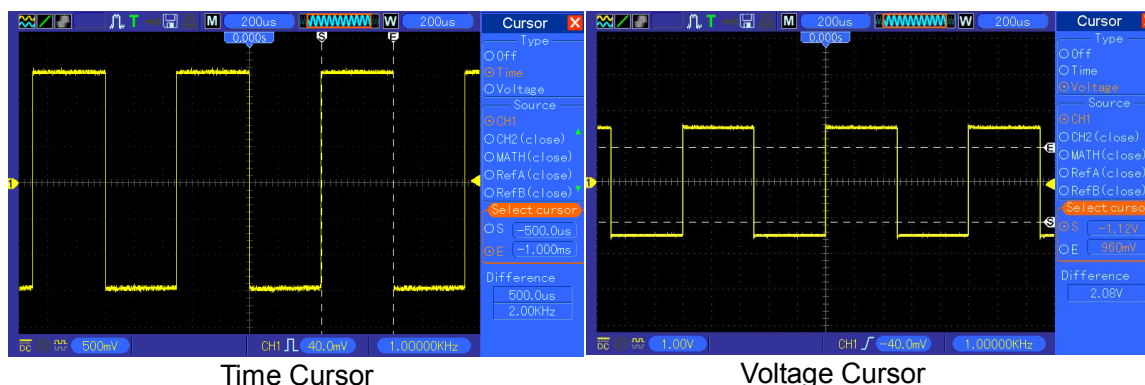 M 200us W 200us Cursor
0.000s
S E
Type
Off
Time
Voltage
Source
CH1
CH2(close)
MATH(close)
RefA(close)
RefB(close)
Select cursor
S -500.0us
E -1.000ms
Difference
500.0us
2.00KHz
1
DC 500mV CH1 40.0mV 1.00000KHz
Time Cursor
M 200us W 200us Cursor
0.000s
Type
Off
Time
Voltage
Source
CH1
CH2(close)
MATH(close)
RefA(close)
RefB(close)
Select curso
S -1.12V
E 960mV
Difference
2.08V
E
1
S
DC 1.00V CH1 -40.0mV 1.00000KHz
Voltage Cursor